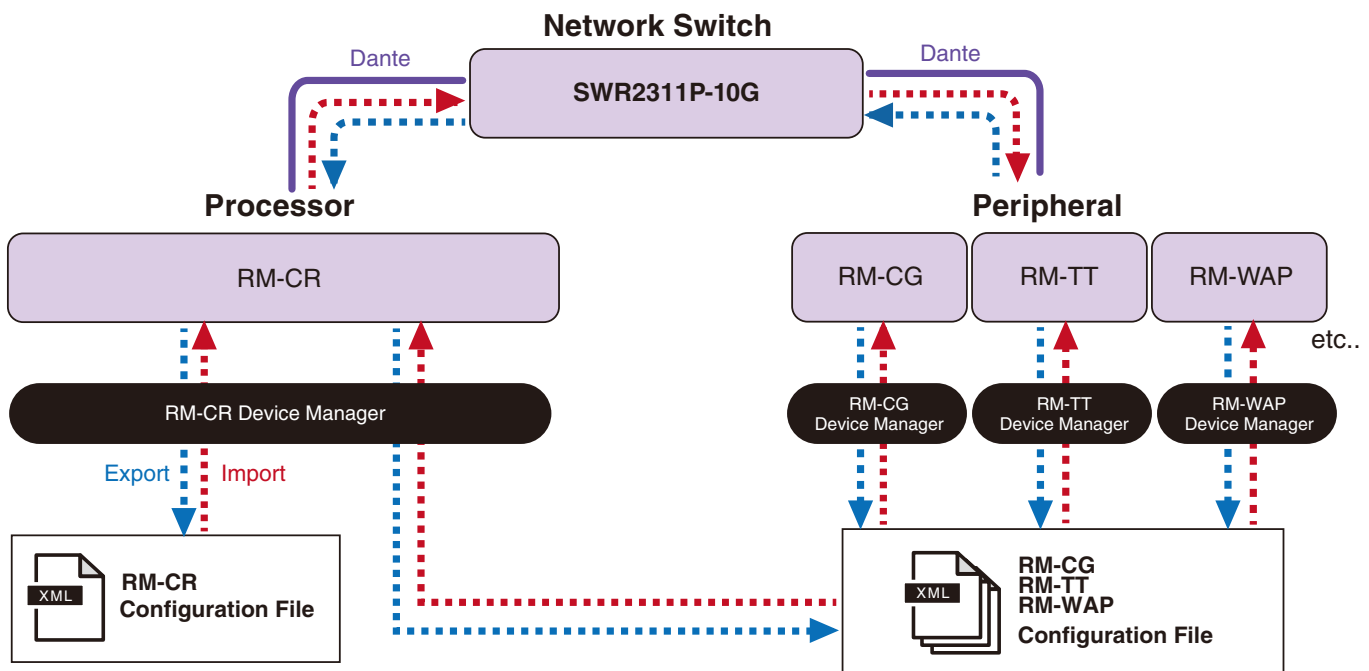 Network Switch
Dante
Dante
SWR2311P-10G
Processor
Peripheral
RM-CR
RM-CG
RM-TT
RM-WAP
etc..
RM-CR Device Manager
RM-CG
Device Manager
RM-TT
Device Manager
RM-WAP
Device Manager
Export
Import
XML
RM-CR
Configuration File
XML
RM-CG
RM-TT
RM-WAP
Configuration File